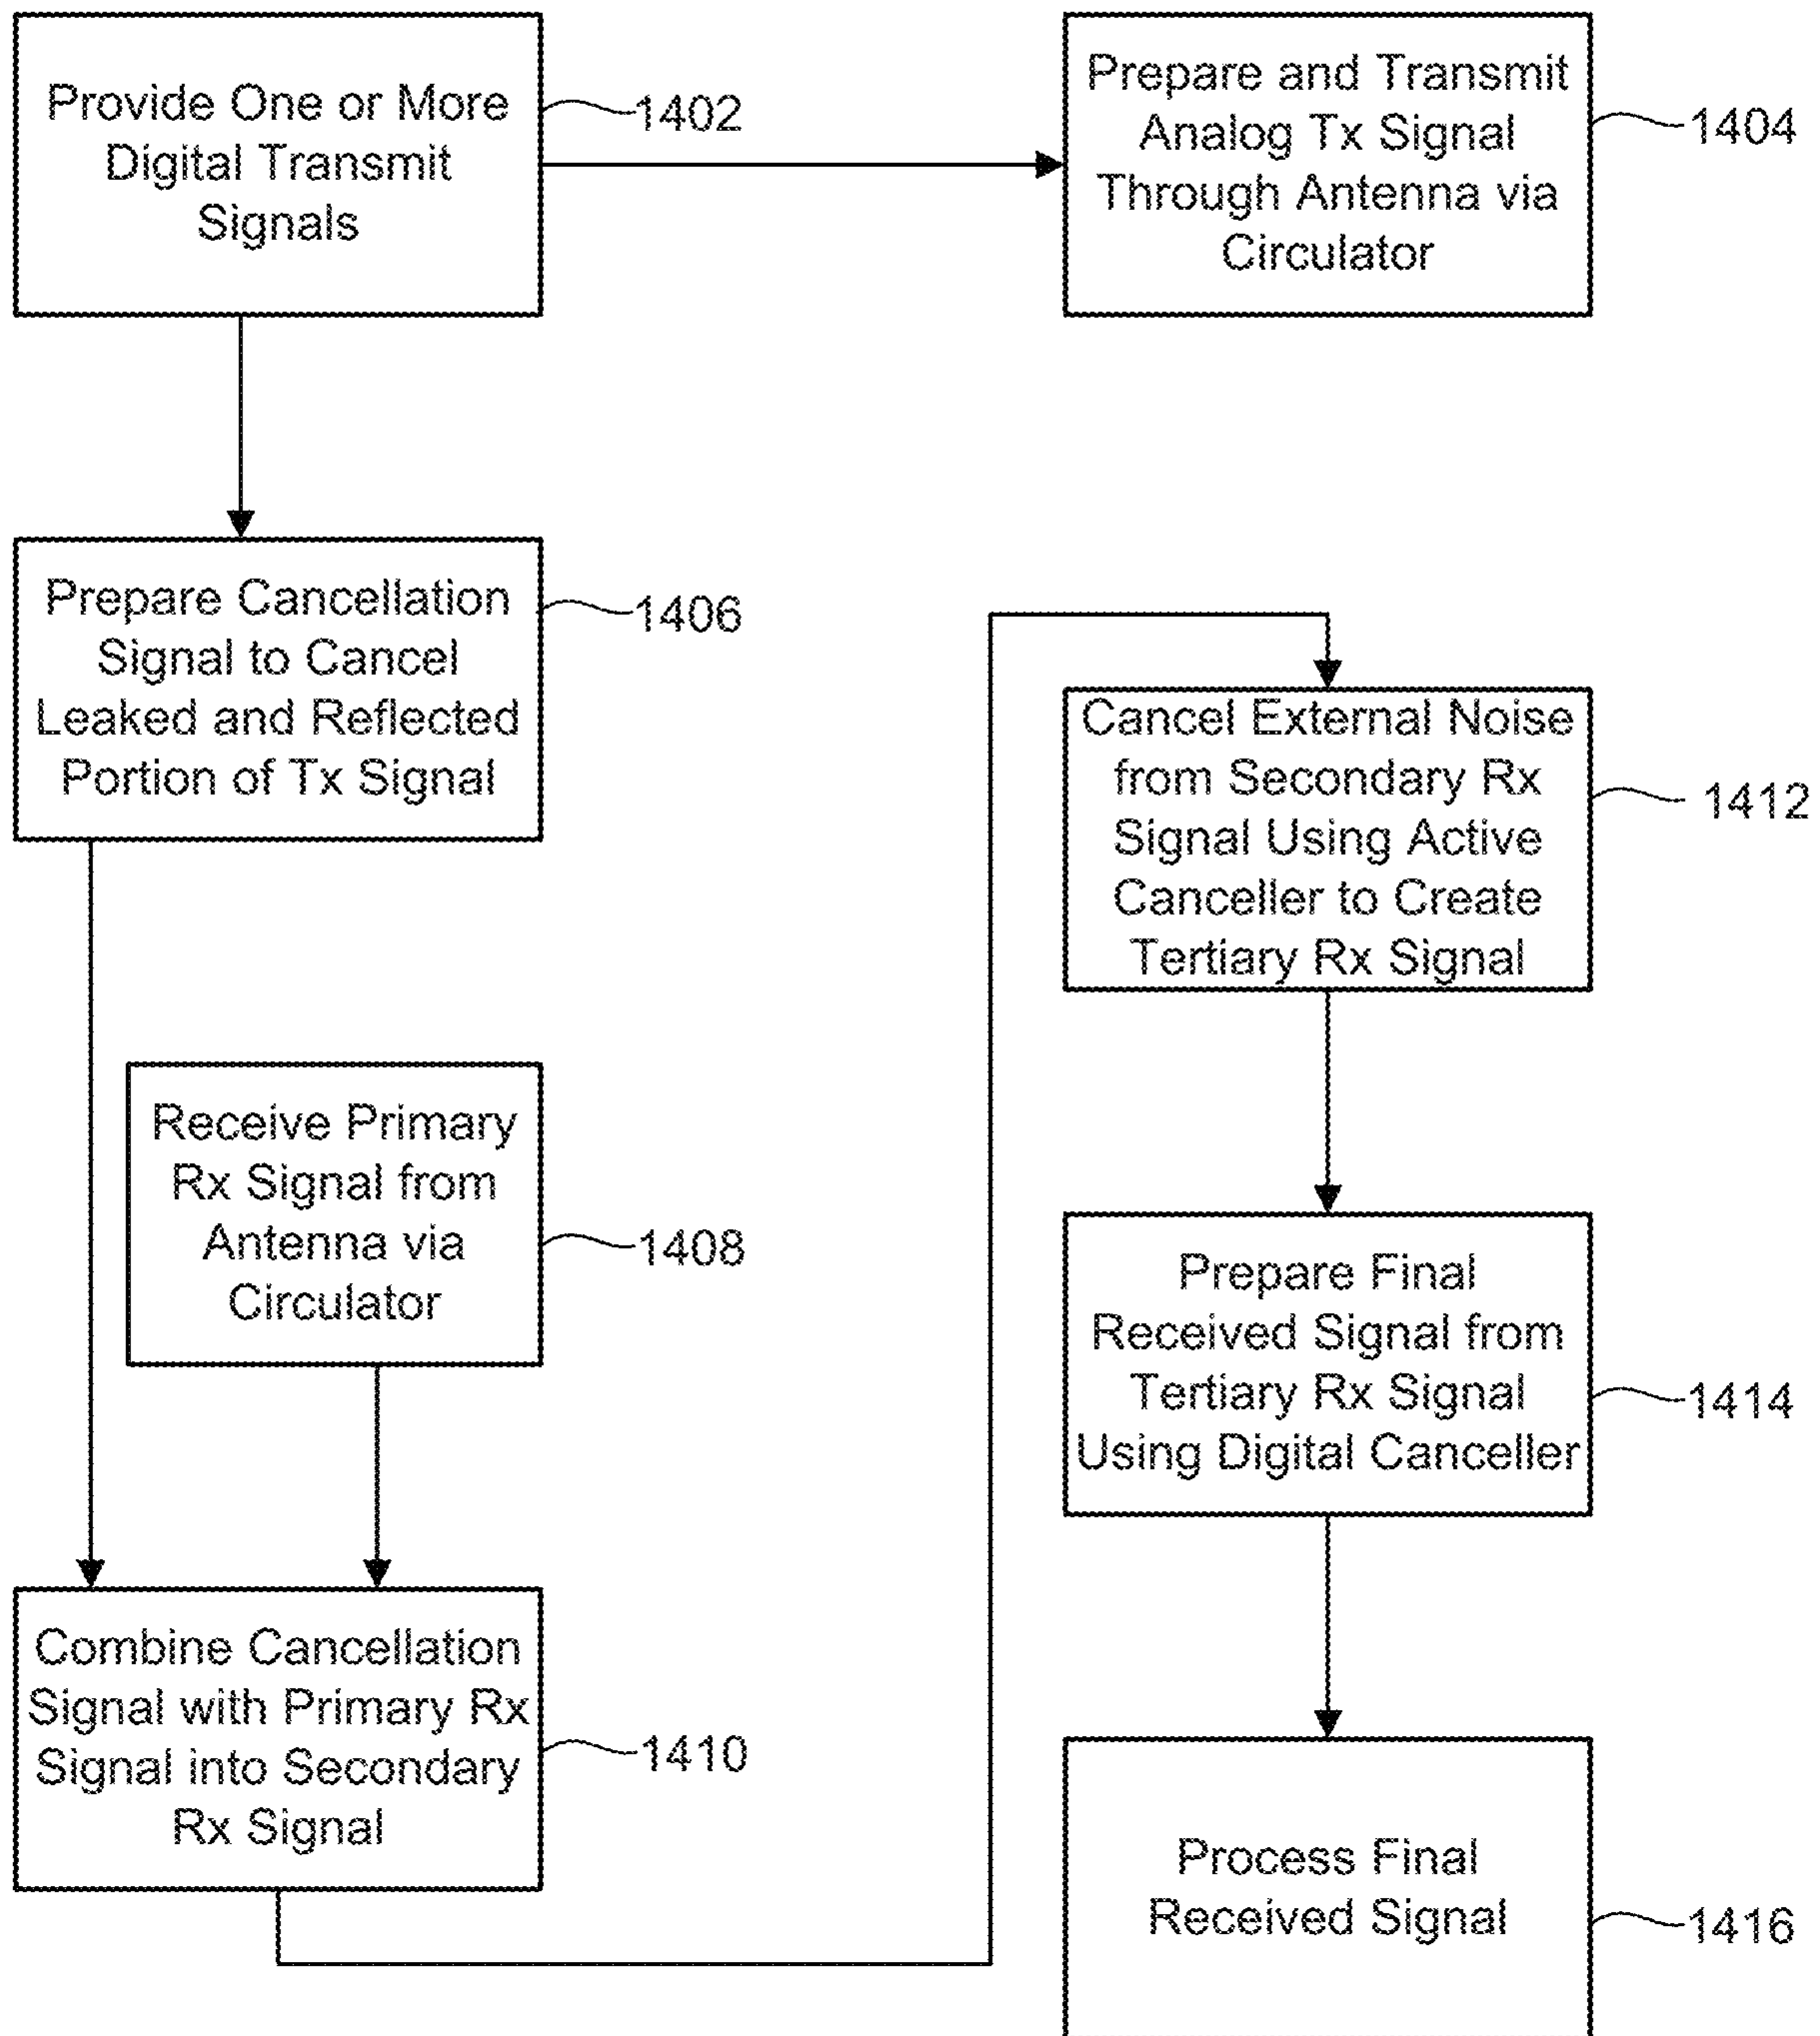 Provide One or More
Digital Transmit
Signals
1402
Prepare and Transmit
Analog Tx Signal
Through Antenna via
Circulator
1404
Prepare Cancellation
Signal to Cancel
Leaked and Reflected
Portion of Tx Signal
1406
Receive Primary
Rx Signal from
Antenna via
Circulator
1408
Combine Cancellation
Signal with Primary Rx
Signal into Secondary
Rx Signal
1410
Cancel External Noise
from Secondary Rx
Signal Using Active
Canceller to Create
Tertiary Rx Signal
1412
Prepare Final
Received Signal from
Tertiary Rx Signal
Using Digital Canceller
1414
Process Final
Received Signal
1416